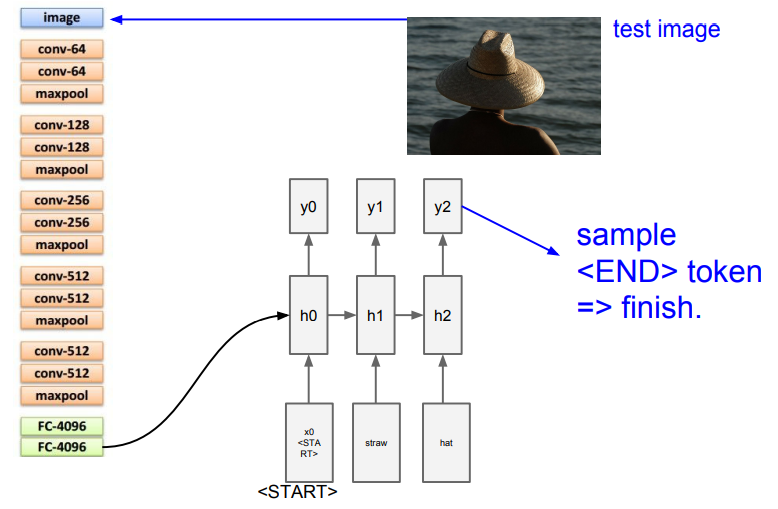 image
test image
conv-64
conv-64
maxpool
conv-128
conv-128
maxpool
conv-256
conv-256
maxpool
conv-512
conv-512
maxpool
conv-512
conv-512
maxpool
FC-4096
FC-4096
y0
y1
y2
sample
<END> token
=> finish.
h0
h1
h2
x0
<STA
RT>
straw
hat
<START>